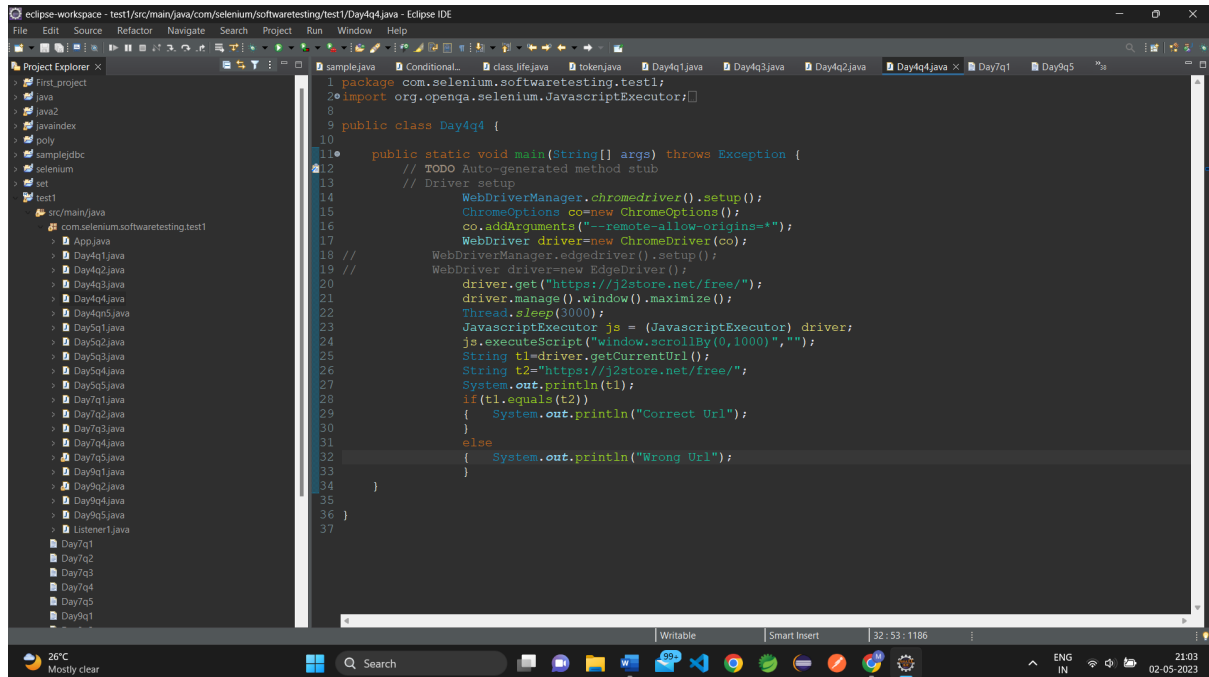 eclipse-workspace - test1/src/main/java/com/selenium/softwaretesting/test1/Day4q4.java - Eclipse IDE
File Edit Source Refactor Navigate Search Project Run Window Help
Project Explorer
sample.java Conditional... class_life.java token.java Day4q1.java Day4q3.java Day4q2.java Day4q4.java Day7q1 Day9q5 »38
First_project
java
java2
javaindex
poly
samplejdbc
selenium
set
test1
src/main/java
com.selenium.softwaretesting.test1
App.java
Day4q1.java
Day4q2.java
Day4q3.java
Day4q4.java
Day4qn5.java
Day5q1.java
Day5q2.java
Day5q3.java
Day5q4.java
Day5q5.java
Day7q1.java
Day7q2.java
Day7q3.java
Day7q4.java
Day7q5.java
Day9q1.java
Day9q2.java
Day9q4.java
Day9q5.java
Listener1.java
Day7q1
Day7q2
Day7q3
Day7q4
Day7q5
Day9q1
1 package com.selenium.softwaretesting.test1;
2 import org.openqa.selenium.JavascriptExecutor;
8
9 public class Day4q4 {
10
11 public static void main(String[] args) throws Exception {
12 // TODO Auto-generated method stub
13 // Driver setup
14 WebDriverManager.chromedriver().setup();
15 ChromeOptions co=new ChromeOptions();
16 co.addArguments("--remote-allow-origins=*");
17 WebDriver driver=new ChromeDriver(co);
18 // WebDriverManager.edgedriver().setup();
19 // WebDriver driver=new EdgeDriver();
20 driver.get("https://j2store.net/free/");
21 driver.manage().window().maximize();
22 Thread.sleep(3000);
23 JavascriptExecutor js = (JavascriptExecutor) driver;
24 js.executeScript("window.scrollBy(0,1000)","");
25 String t1=driver.getCurrentUrl();
26 String t2="https://j2store.net/free/";
27 System.out.println(t1);
28 if(t1.equals(t2))
29 { System.out.println("Correct Url");
30 }
31 else
32 { System.out.println("Wrong Url");
33 }
34 }
35
36 }
37
Writable Smart Insert 32 : 53 : 1186
26°C
Mostly clear
Search
99+
ENG
IN
21:03
02-05-2023